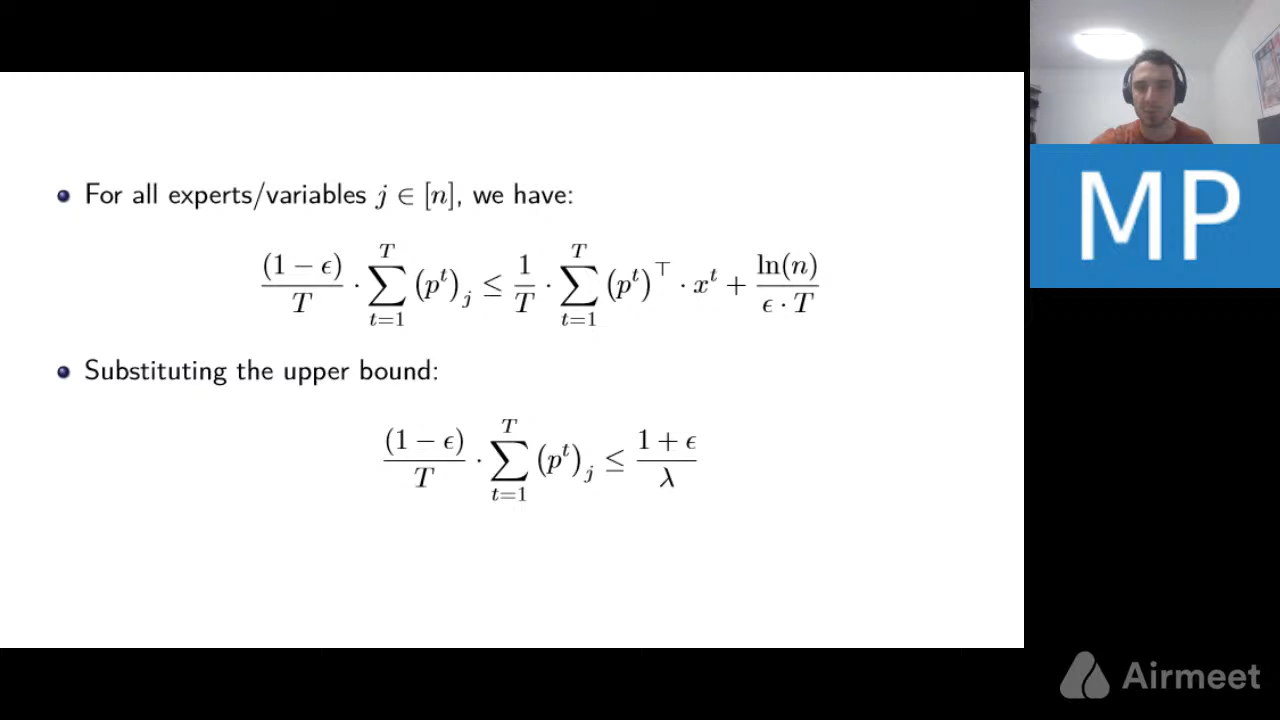 For all experts/variables j ∈ [n], we have:
(1 − ϵ)/T · ∑_{t=1}^{T} (p^t)_j ≤ 1/T · ∑_{t=1}^{T} (p^t)^⊤ · x^t + ln(n)/(ϵ · T)
Substituting the upper bound:
(1 − ϵ)/T · ∑_{t=1}^{T} (p^t)_j ≤ (1 + ϵ)/λ
MP
Airmeet